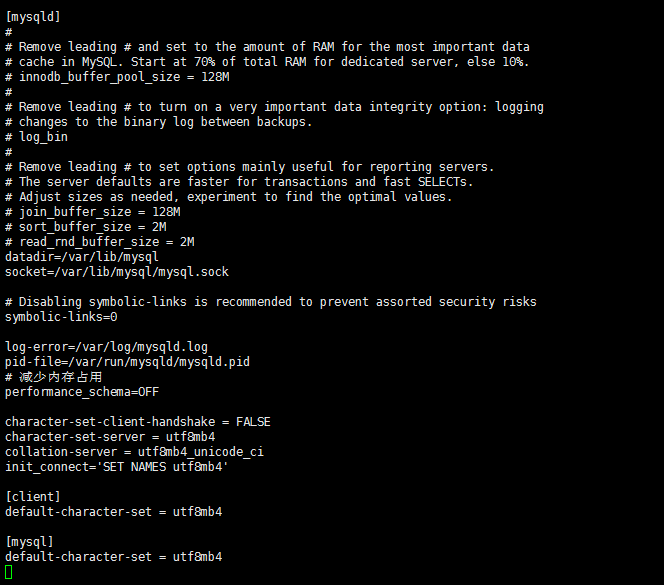 [mysqld]
#
# Remove leading # and set to the amount of RAM for the most important data
# cache in MySQL. Start at 70% of total RAM for dedicated server, else 10%.
# innodb_buffer_pool_size = 128M
#
# Remove leading # to turn on a very important data integrity option: logging
# changes to the binary log between backups.
# log_bin
#
# Remove leading # to set options mainly useful for reporting servers.
# The server defaults are faster for transactions and fast SELECTs.
# Adjust sizes as needed, experiment to find the optimal values.
# join_buffer_size = 128M
# sort_buffer_size = 2M
# read_rnd_buffer_size = 2M
datadir=/var/lib/mysql
socket=/var/lib/mysql/mysql.sock

# Disabling symbolic-links is recommended to prevent assorted security risks
symbolic-links=0

log-error=/var/log/mysqld.log
pid-file=/var/run/mysqld/mysqld.pid
# 减少内存占用
performance_schema=OFF

character-set-client-handshake = FALSE
character-set-server = utf8mb4
collation-server = utf8mb4_unicode_ci
init_connect='SET NAMES utf8mb4'

[client]
default-character-set = utf8mb4

[mysql]
default-character-set = utf8mb4